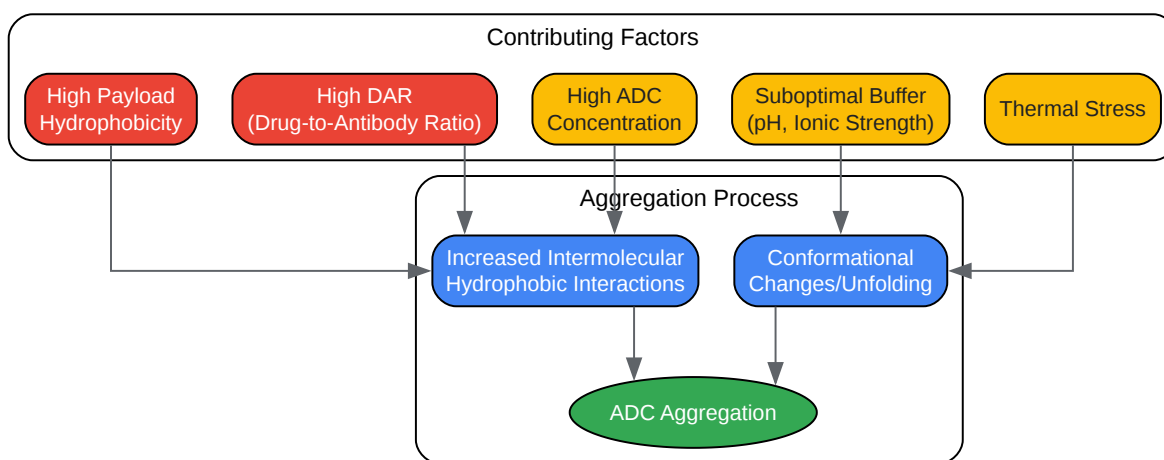 Contributing Factors
High Payload
Hydrophobicity
High DAR
(Drug-to-Antibody Ratio)
High ADC
Concentration
Suboptimal Buffer
(pH, Ionic Strength)
Thermal Stress
Aggregation Process
Increased Intermolecular
Hydrophobic Interactions
Conformational
Changes/Unfolding
ADC Aggregation